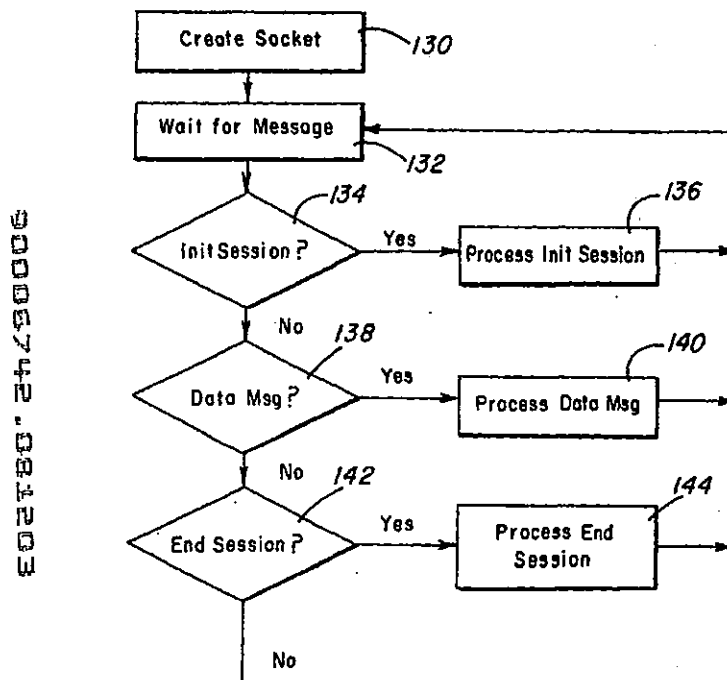 Create Socket
130
Wait for Message
132
134
Init Session?
Yes
136
Process Init Session
No
138
Data Msg?
Yes
140
Process Data Msg
No
142
End Session?
Yes
144
Process End
Session
No